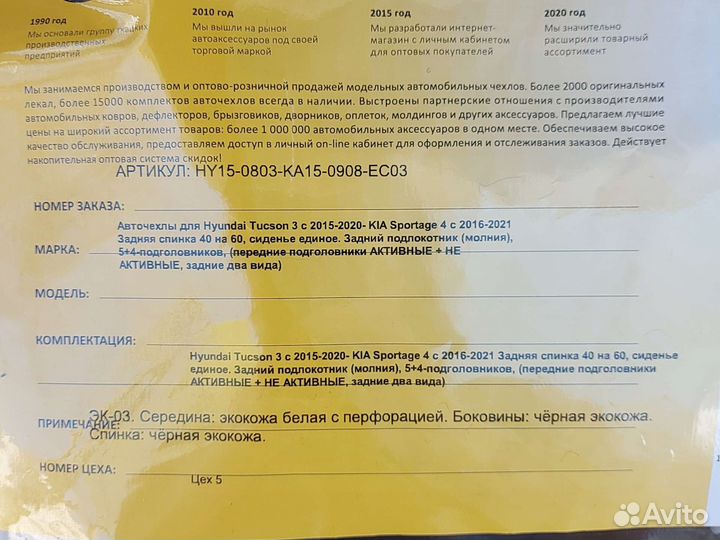 1990 год
Мы основали группу ткацких
производственных
предприятий
2010 год
Мы вышли на рынок
автоаксессуаров под своей
торговой маркой
2015 год
Мы разработали интернет-
магазин с личным кабинетом
для оптовых покупателей
2020 год
Мы значительно
расширили товарный
ассортимент
Мы занимаемся производством и оптово-розничной продажей модельных автомобильных чехлов. Более 2000 оригинальных
лекал, более 15000 комплектов авточехлов всегда в наличии. Выстроены партнерские отношения с производителями
автомобильных ковров, дефлекторов, брызговиков, дворников, оплеток, молдингов и других аксессуаров. Предлагаем лучшие
цены на широкий ассортимент товаров: более 1 000 000 автомобильных аксессуаров в одном месте. Обеспечиваем высокое
качество обслуживания, предоставляем доступ в личный on-line кабинет для оформления и отслеживания заказов. Действует
накопительная оптовая система скидок!
АРТИКУЛ: HY15-0803-KA15-0908-EC03
НОМЕР ЗАКАЗА:
Авточехлы для Hyundai Tucson 3 с 2015-2020- KIA Sportage 4 с 2016-2021
Задняя спинка 40 на 60, сиденье единое. Задний подлокотник (молния),
МАРКА: 5+4-подголовников, (передние подголовники АКТИВНЫЕ + НЕ
АКТИВНЫЕ, задние два вида)
МОДЕЛЬ:
КОМПЛЕКТАЦИЯ:
Hyundai Tucson 3 с 2015-2020- KIA Sportage 4 с 2016-2021 Задняя спинка 40 на 60, сиденье
единое. Задний подлокотник (молния), 5+4-подголовников, (передние подголовники
АКТИВНЫЕ + НЕ АКТИВНЫЕ, задние два вида)
ЭК-03. Середина: экокожа белая с перфорацией. Боковины: чёрная экокожа.
ПРИМЕЧАНИЕ:
Спинка: чёрная экокожа.
НОМЕР ЦЕХА:
Цех 5
Avito